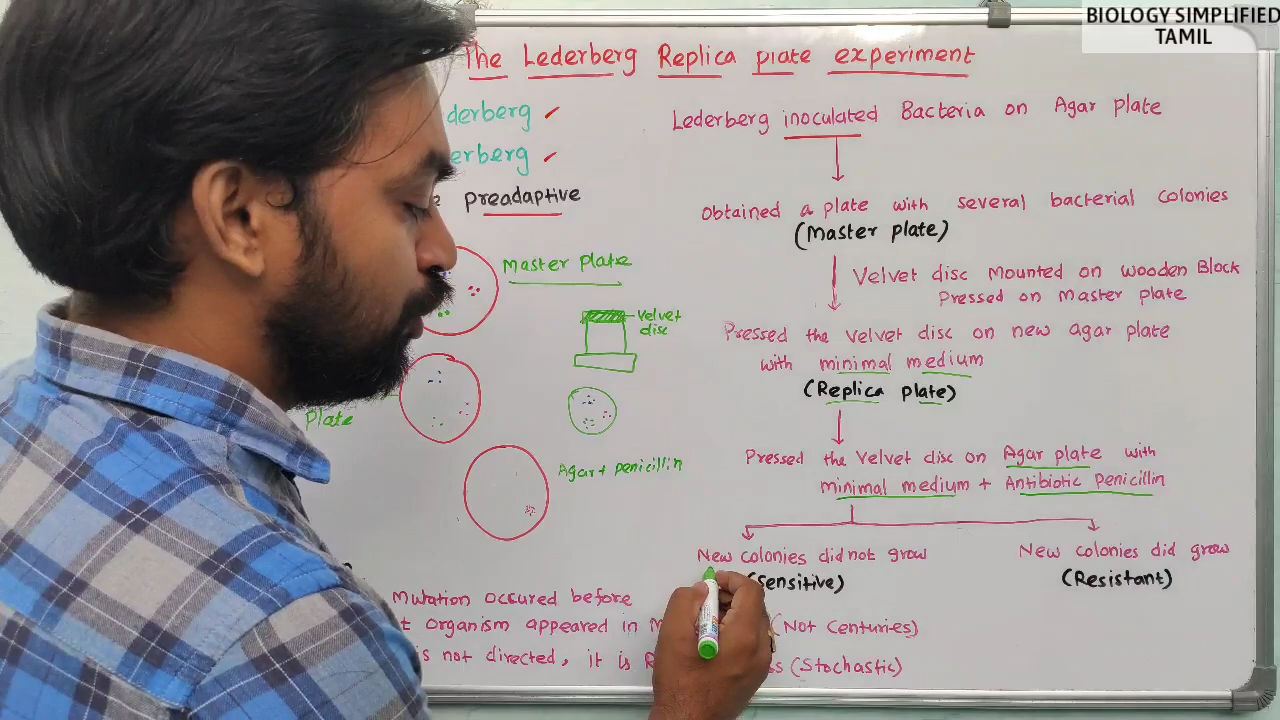 BIOLOGY SIMPLIFIED
TAMIL
The Lederberg Replica plate experiment
derberg
erberg
preadaptive
Master plate
Velvet
disc
Plate
Agar + penicillin
Lederberg inoculated Bacteria on Agar plate
Obtained a plate with several bacterial colonies
(Master plate)
Velvet disc Mounted on wooden Block
Pressed on Master plate
Pressed the velvet disc on new agar plate
with minimal medium
(Replica plate)
Pressed the velvet disc on Agar plate with
minimal medium + Antibiotic Penicillin
New colonies did not grow
(Sensitive)
New colonies did grow
(Resistant)
Mutation occured before
organism appeared in (Not Centuries)
is not directed, it is (Stochastic)